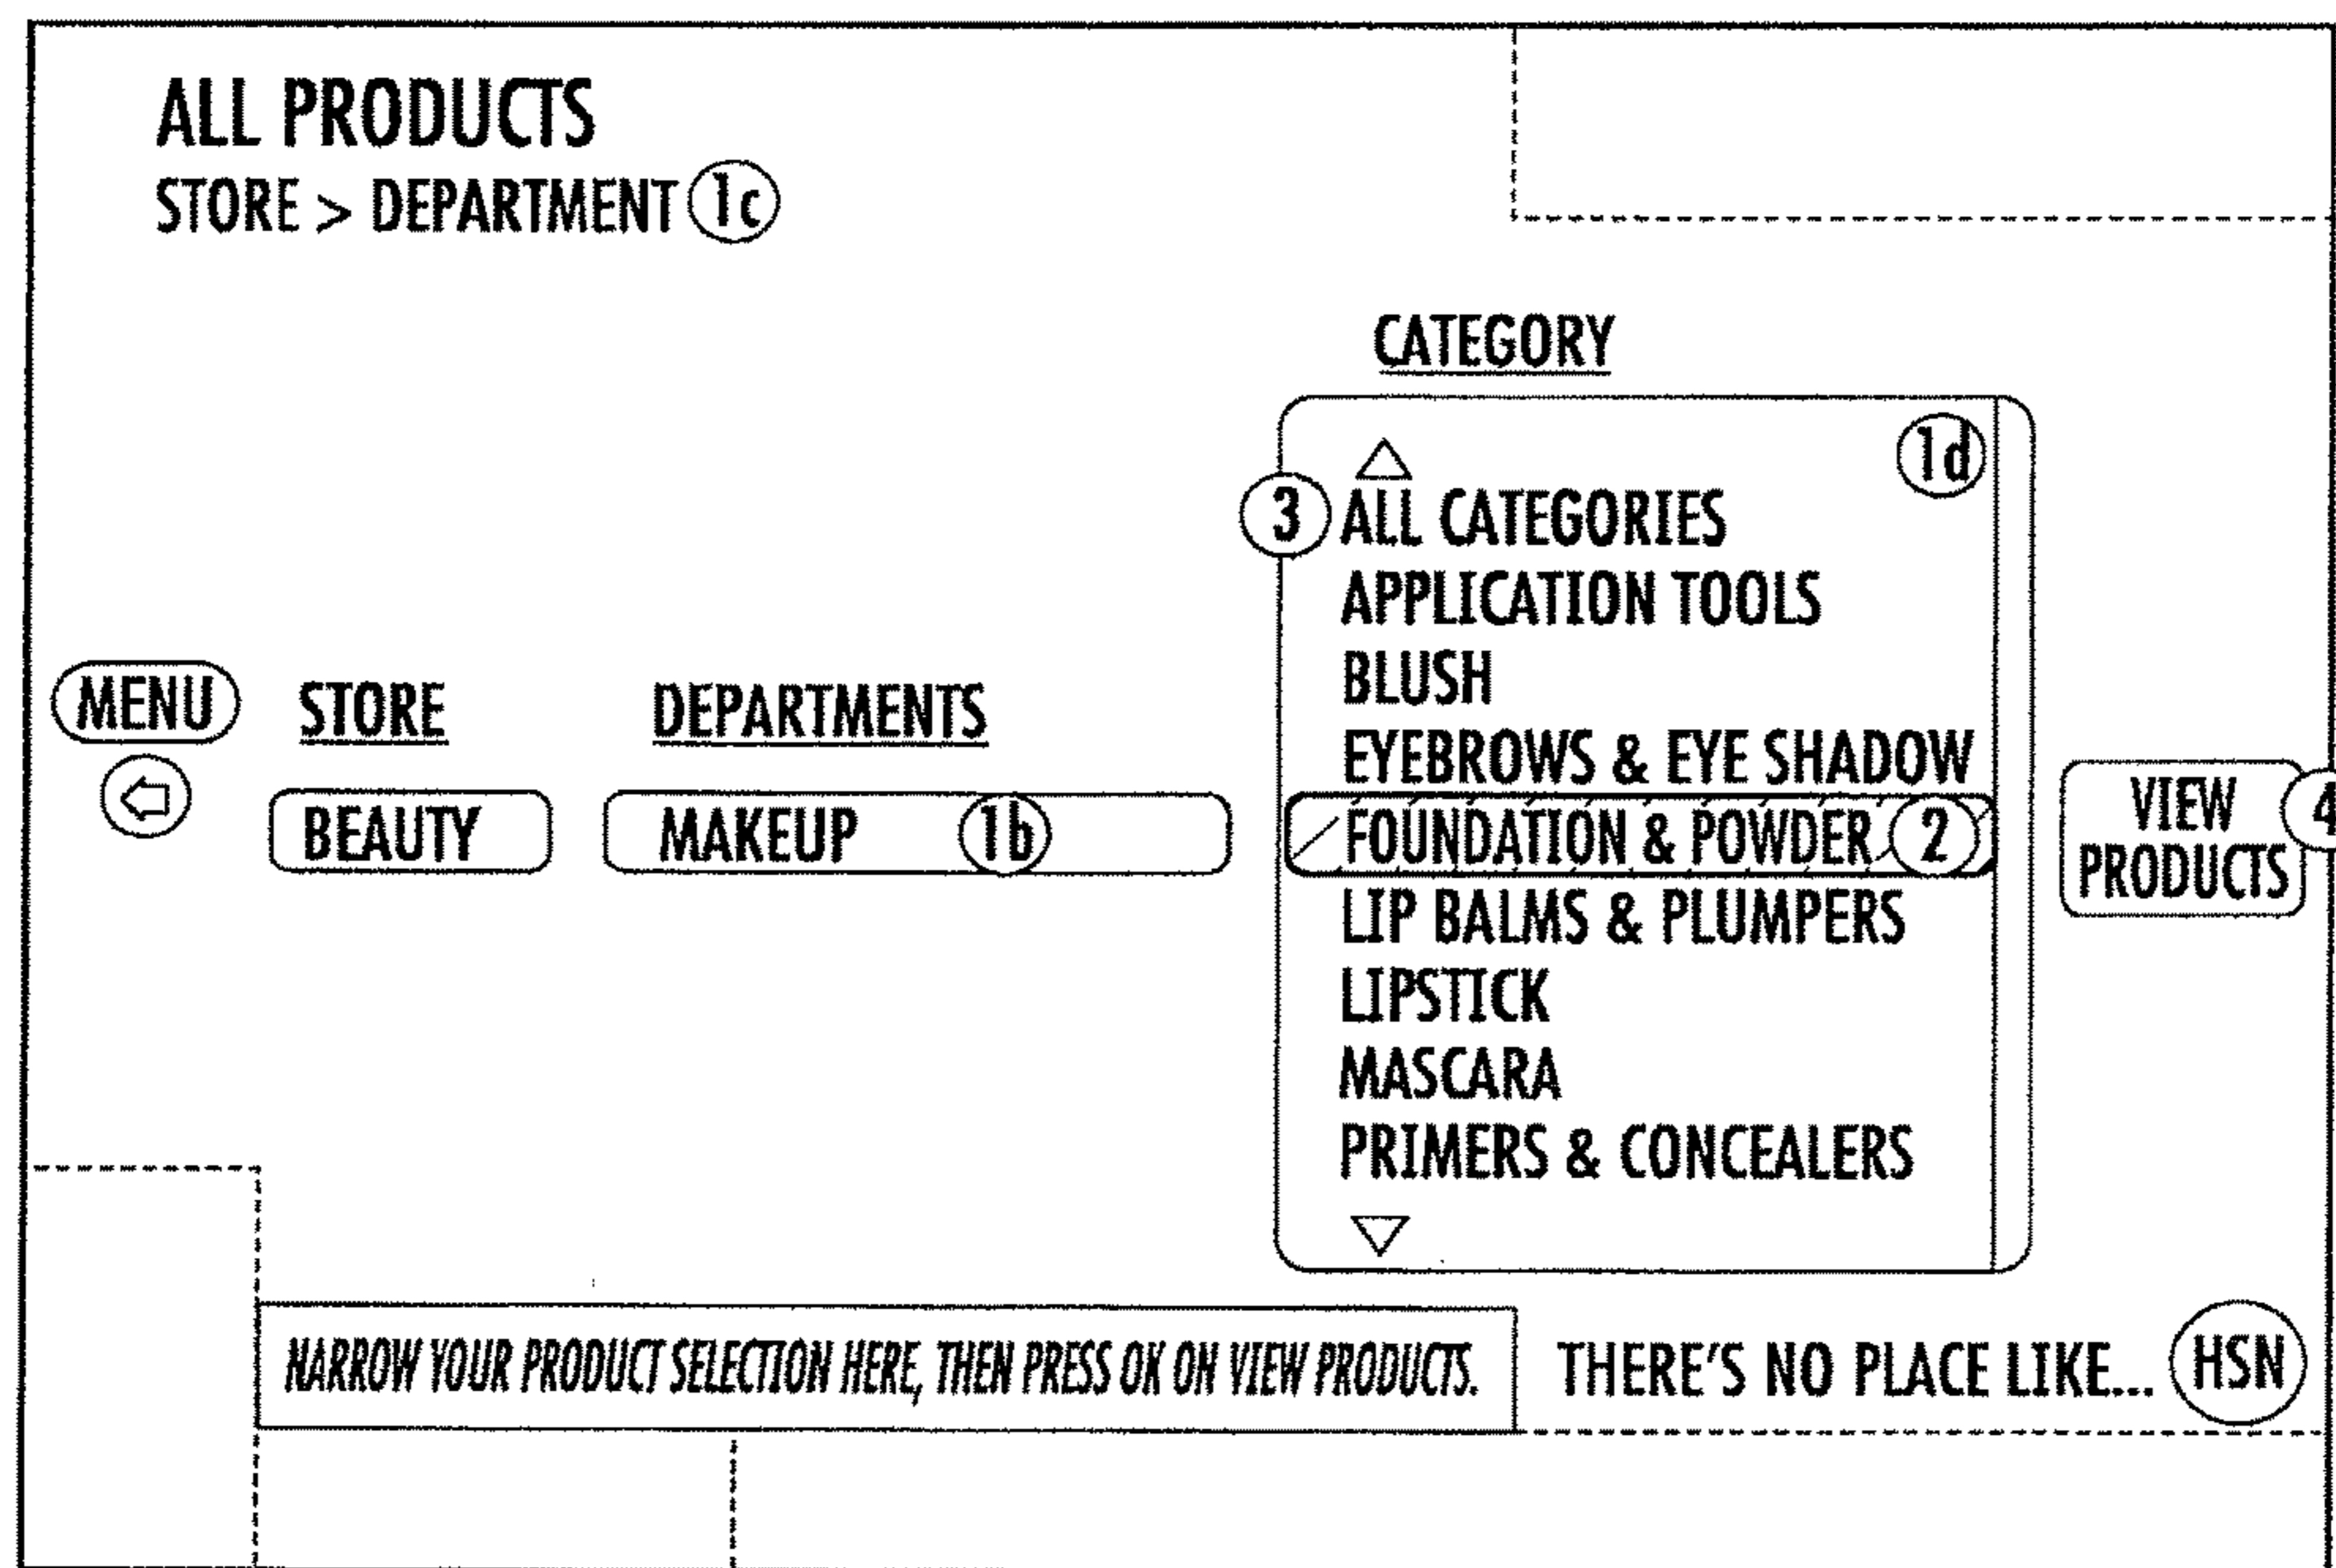 ALL PRODUCTS
STORE > DEPARTMENT 1c
CATEGORY
1d
3 ALL CATEGORIES
APPLICATION TOOLS
BLUSH
EYEBROWS & EYE SHADOW
FOUNDATION & POWDER 2
LIP BALMS & PLUMPERS
LIPSTICK
MASCARA
PRIMERS & CONCEALERS
MENU
STORE
BEAUTY
DEPARTMENTS
MAKEUP 1b
VIEW 4
PRODUCTS
NARROW YOUR PRODUCT SELECTION HERE, THEN PRESS OK ON VIEW PRODUCTS.
THERE'S NO PLACE LIKE... HSN